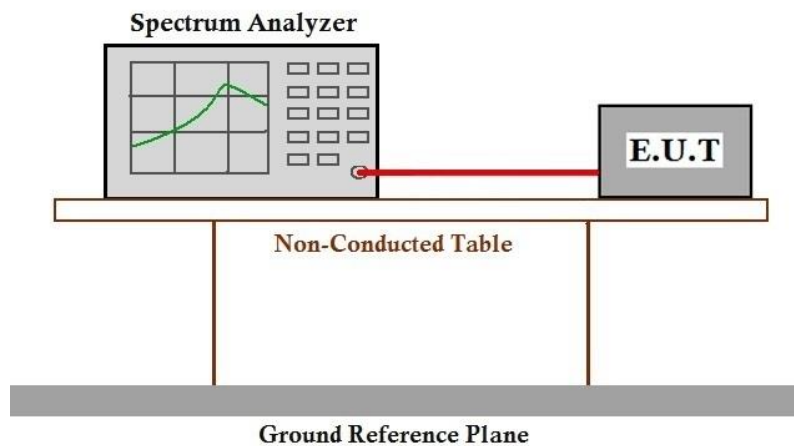 Spectrum Analyzer
E.U.T
Non-Conducted Table
Ground Reference Plane